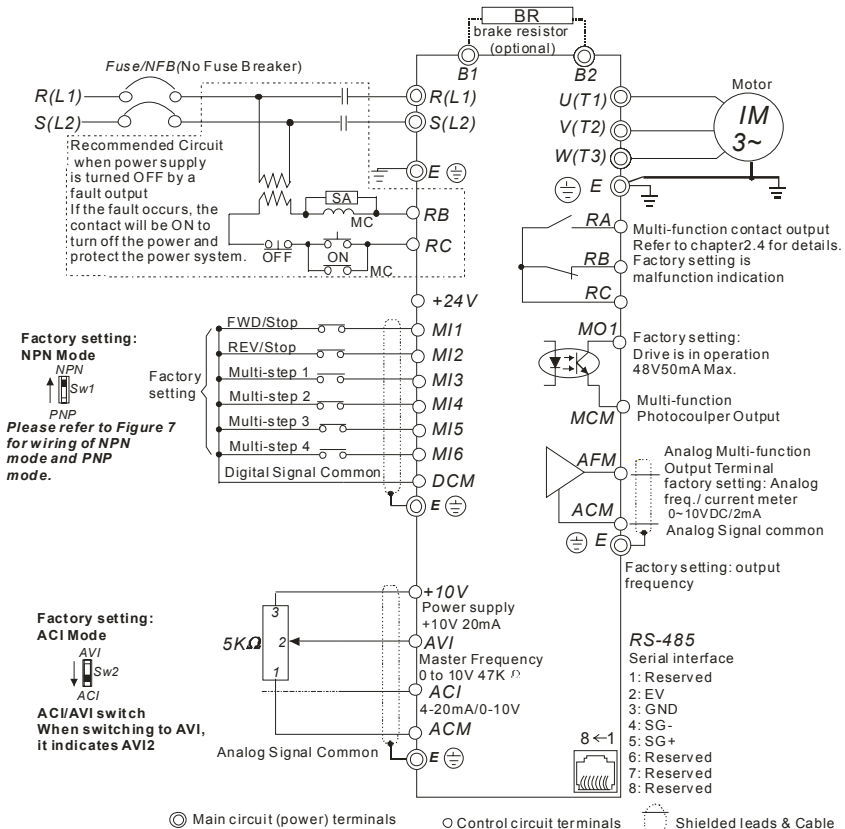 BR
brake resistor
(optional)
B1
B2
Fuse/NFB(No Fuse Breaker)
R(L1)
S(L2)
R(L1)
S(L2)
E
Recommended Circuit
when power supply
is turned OFF by a
fault output
If the fault occurs, the
contact will be ON to
turn off the power and
protect the power system.
SA
MC
RB
OFF
ON
MC
RC
Motor
U(T1)
V(T2)
W(T3)
IM
3~
E
RA
RB
RC
Multi-function contact output
Refer to chapter2.4 for details.
Factory setting is
malfunction indication
+24V
FWD/Stop
MI1
REV/Stop
MI2
Multi-step 1
MI3
Multi-step 2
MI4
Multi-step 3
MI5
Multi-step 4
MI6
Digital Signal Common
DCM
E
Factory
setting
Factory setting:
NPN Mode
NPN
Sw1
PNP
Please refer to Figure 7
for wiring of NPN
mode and PNP
mode.
MO1
Factory setting:
Drive is in operation
48V50mA Max.
Multi-function
Photocoulper Output
MCM
AFM
ACM
E
Analog Multi-function
Output Terminal
factory setting: Analog
freq./ current meter
0~10VDC/2mA
Analog Signal common
Factory setting: output
frequency
+10V
Power supply
+10V 20mA
3
5KΩ
2
1
AVI
Master Frequency
0 to 10V 47K Ω
ACI
4-20mA/0-10V
ACM
Analog Signal Common
E
Factory setting:
ACI Mode
AVI
Sw2
ACI
ACI/AVI switch
When switching to AVI,
it indicates AVI2
RS-485
Serial interface
1: Reserved
2: EV
3: GND
4: SG-
5: SG+
6: Reserved
7: Reserved
8: Reserved
8←1
Main circuit (power) terminals
Control circuit terminals
Shielded leads & Cable